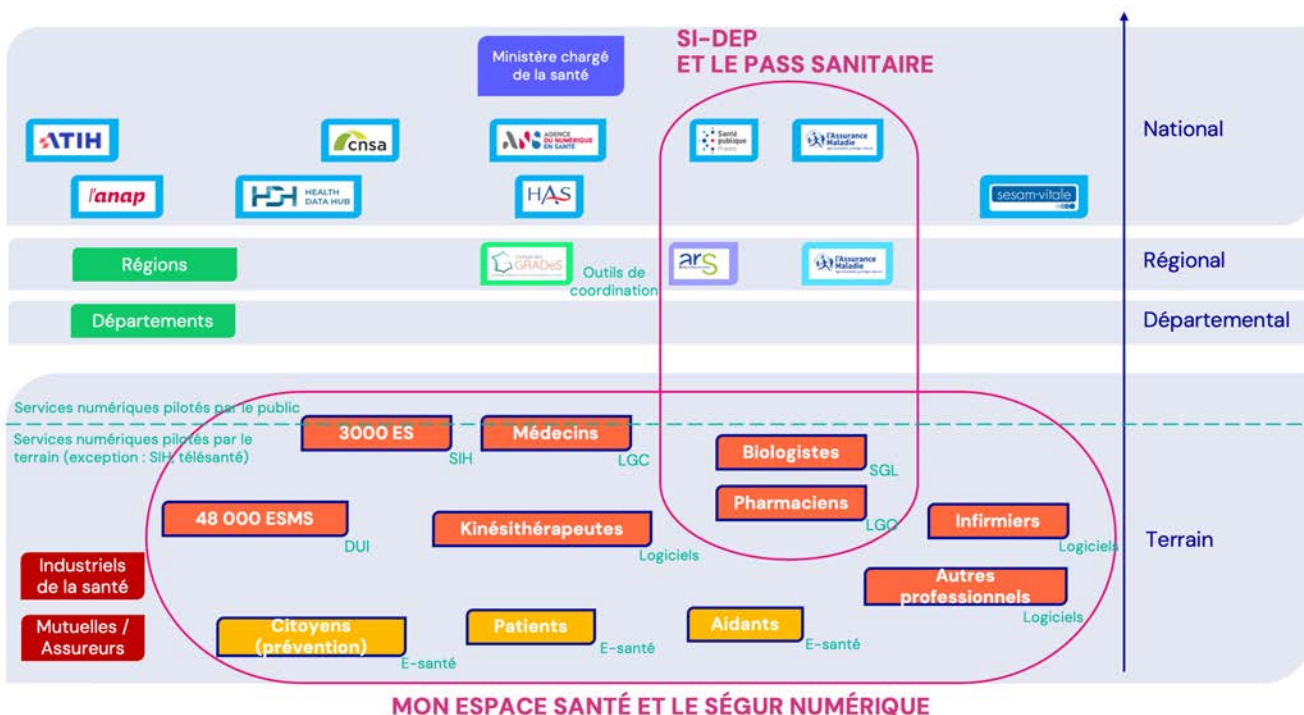 SI-DEP
ET LE PASS SANITAIRE
Ministère chargé
de la santé
National
ATIH
cnsa
AGENCE
DU NUMÉRIQUE
EN SANTÉ
Santé
publique
France
l'Assurance
Maladie
l'anap
HDH HEALTH
DATA HUB
HAS
sesam-vitale
Régional
Régions
GRADeS
Outils de
coordination
ars
l'Assurance
Maladie
Départemental
Départements
Services numériques pilotés par le public
Services numériques pilotés par le
terrain (exception : SIH, télésanté)
3000 ES
SIH
Médecins
LGC
Biologistes
SGL
Pharmaciens
LGO
48 000 ESMS
DUI
Kinésithérapeutes
Logiciels
Infirmiers
Logiciels
Terrain
Industriels
de la santé
Autres
professionnels
Logiciels
Mutuelles /
Assureurs
Citoyens
(prévention)
E-santé
Patients
E-santé
Aidants
E-santé
MON ESPACE SANTÉ ET LE SÉGUR NUMÉRIQUE